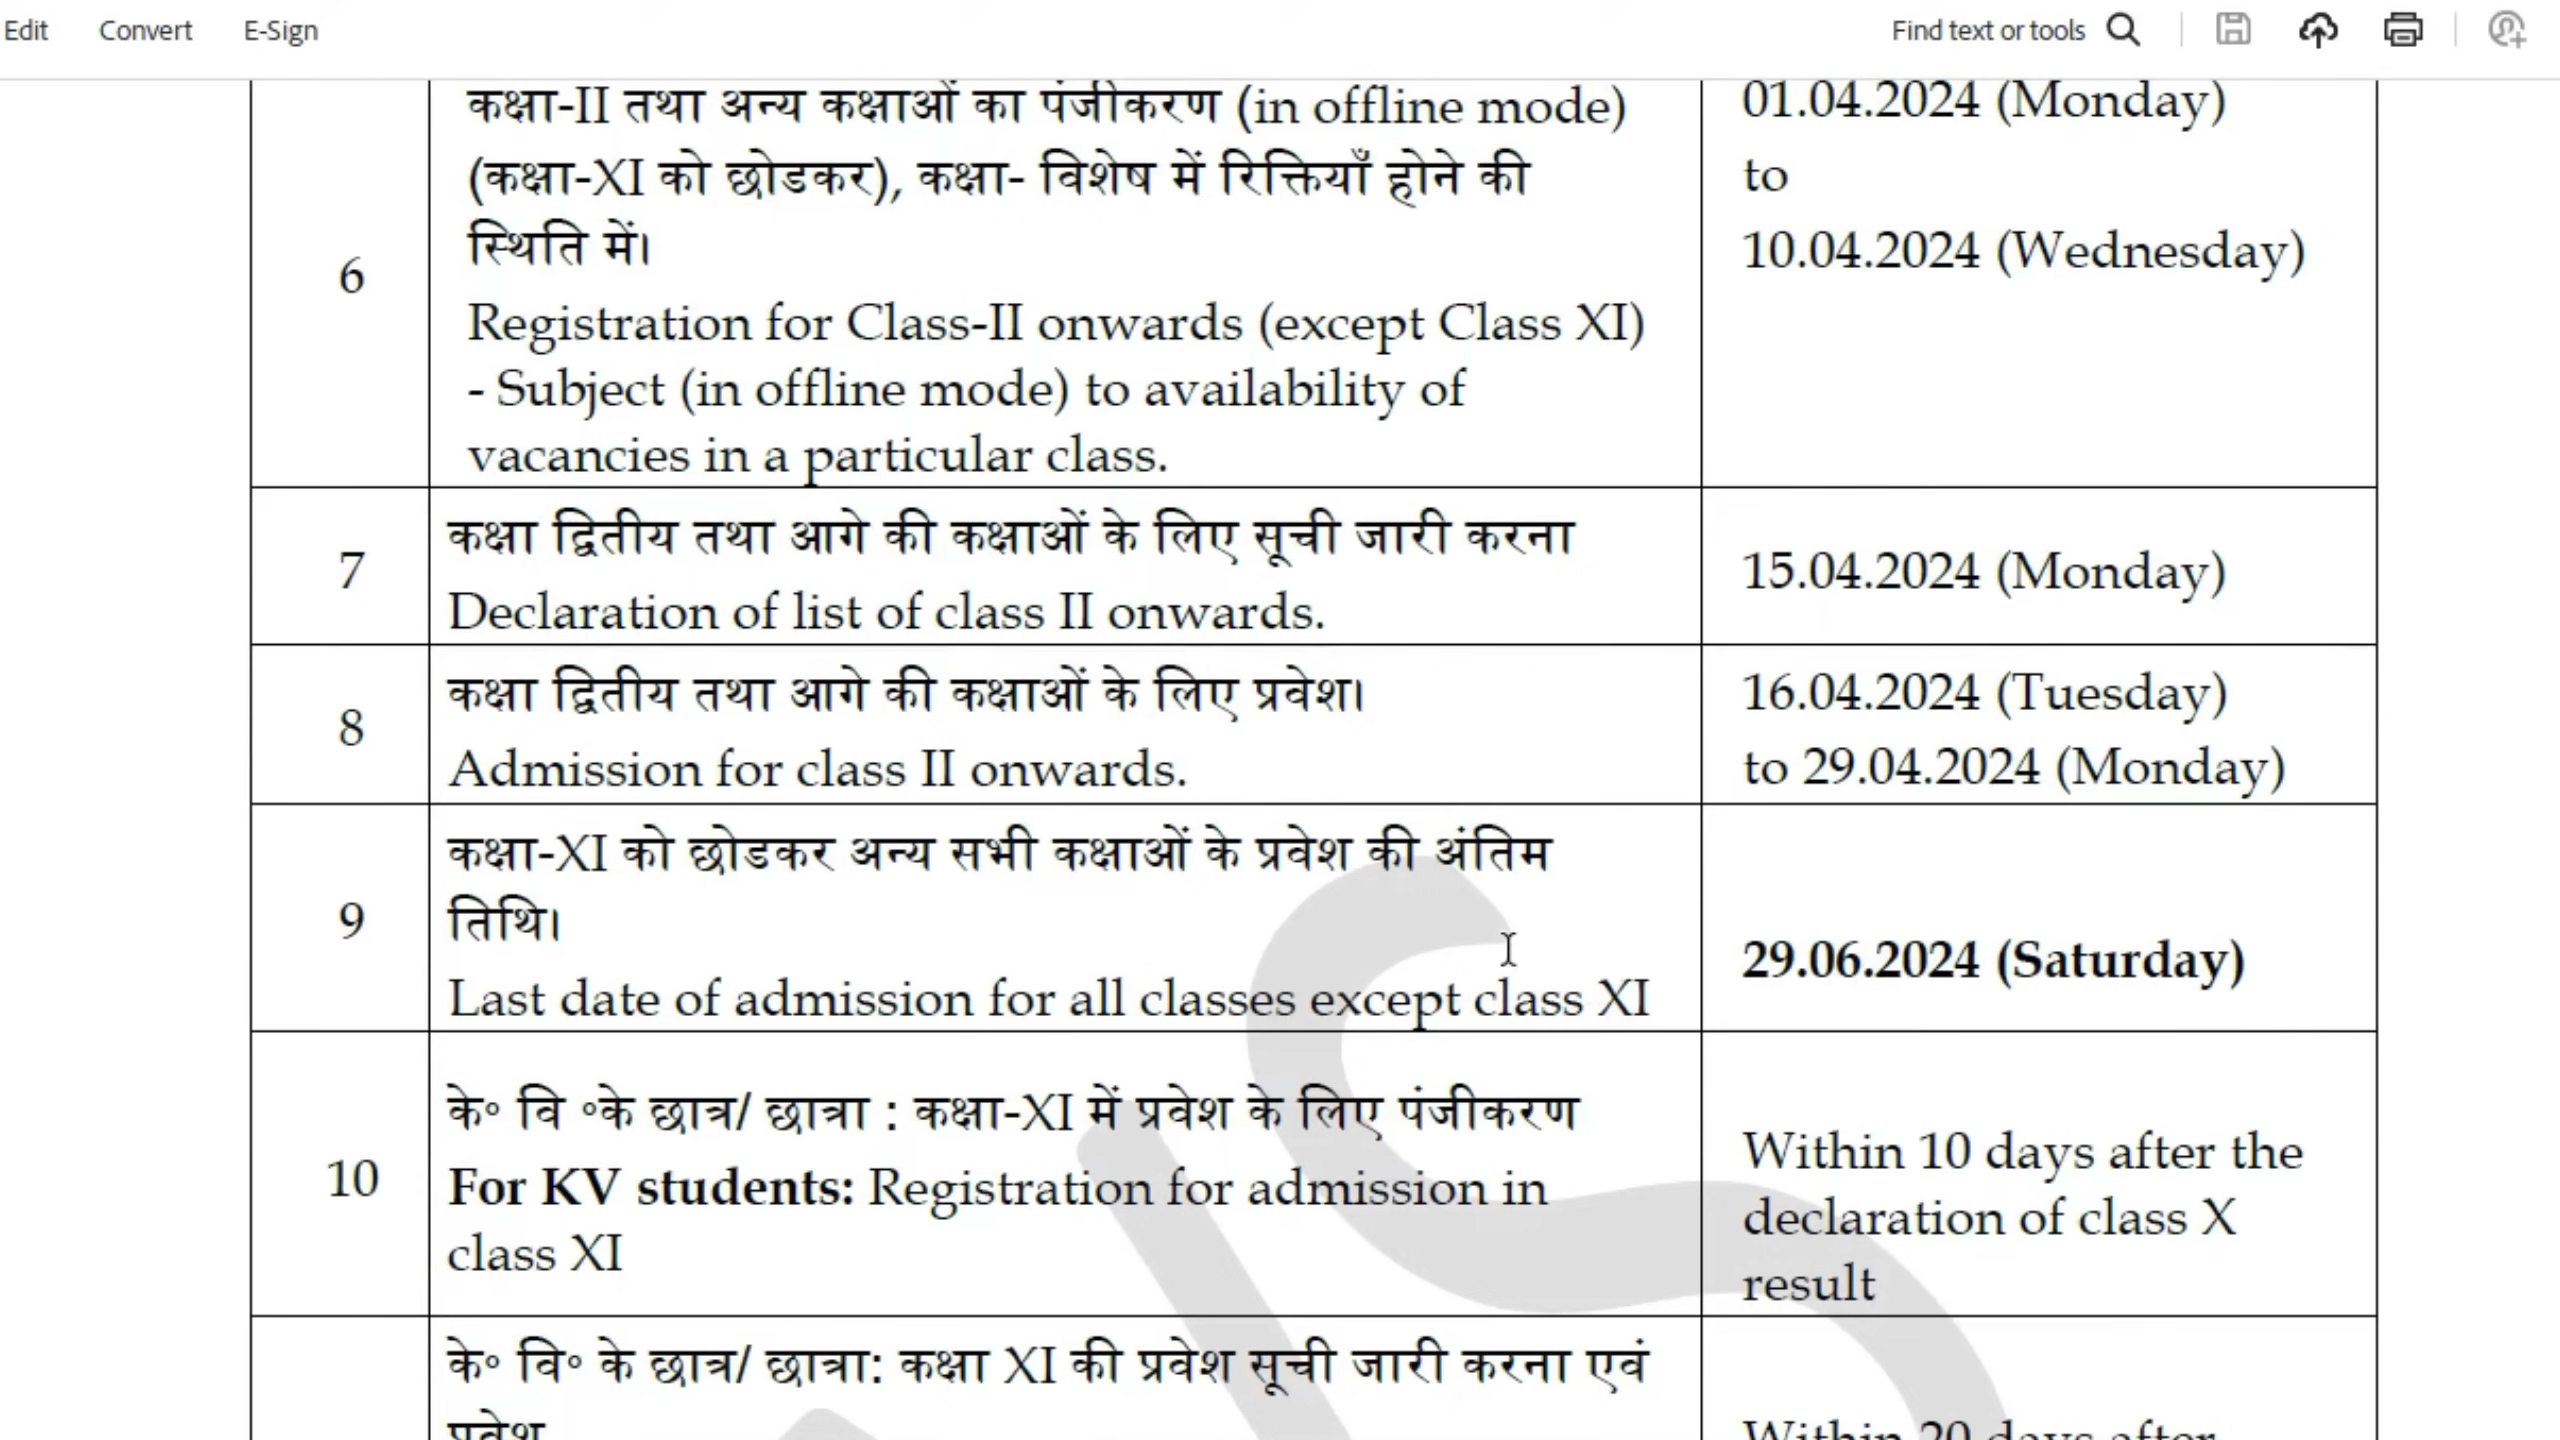 Edit Convert E-Sign Find text or tools
कक्षा-II तथा अन्य कक्षाओं का पंजीकरण (in offline mode)
(कक्षा-XI को छोडकर), कक्षा- विशेष में रिक्तियाँ होने की
स्थिति में।
Registration for Class-II onwards (except Class XI)
- Subject (in offline mode) to availability of
vacancies in a particular class.
6
01.04.2024 (Monday)
to
10.04.2024 (Wednesday)
7
कक्षा द्वितीय तथा आगे की कक्षाओं के लिए सूची जारी करना
Declaration of list of class II onwards.
15.04.2024 (Monday)
8
कक्षा द्वितीय तथा आगे की कक्षाओं के लिए प्रवेश।
Admission for class II onwards.
16.04.2024 (Tuesday)
to 29.04.2024 (Monday)
9
कक्षा-XI को छोडकर अन्य सभी कक्षाओं के प्रवेश की अंतिम
तिथि।
Last date of admission for all classes except class XI
29.06.2024 (Saturday)
10
के॰ वि ॰के छात्र/ छात्रा : कक्षा-XI में प्रवेश के लिए पंजीकरण
For KV students: Registration for admission in
class XI
Within 10 days after the
declaration of class X
result
के॰ वि॰ के छात्र/ छात्रा: कक्षा XI की प्रवेश सूची जारी करना एवं
प्रवेश
Within 20 days after